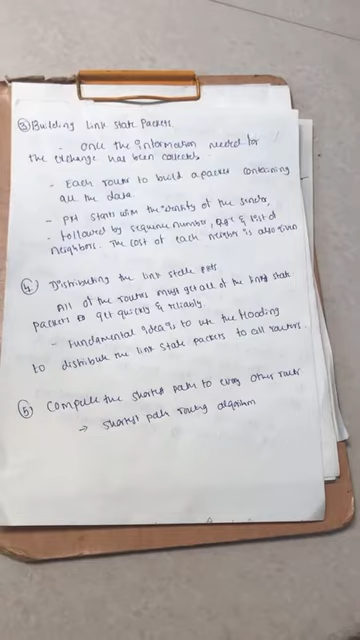 ③ Building Link State Packets.
- Once the information needed for
the exchange has been collected,
- Each router to build a packet containing
all the data.
- Pkt starts with the identity of the sender,
- followed by sequence number, age & list of
neighbors. The cost of each neighbor is also given
④ Distributing the link state pkts
All of the routers must get all of the link state
packets get quickly & reliably.
- Fundamental idea is to use the flooding
to distribute the link state packets to all routers.
⑤ Compute the shortest path to every other router
→ shortest path routing algorithm